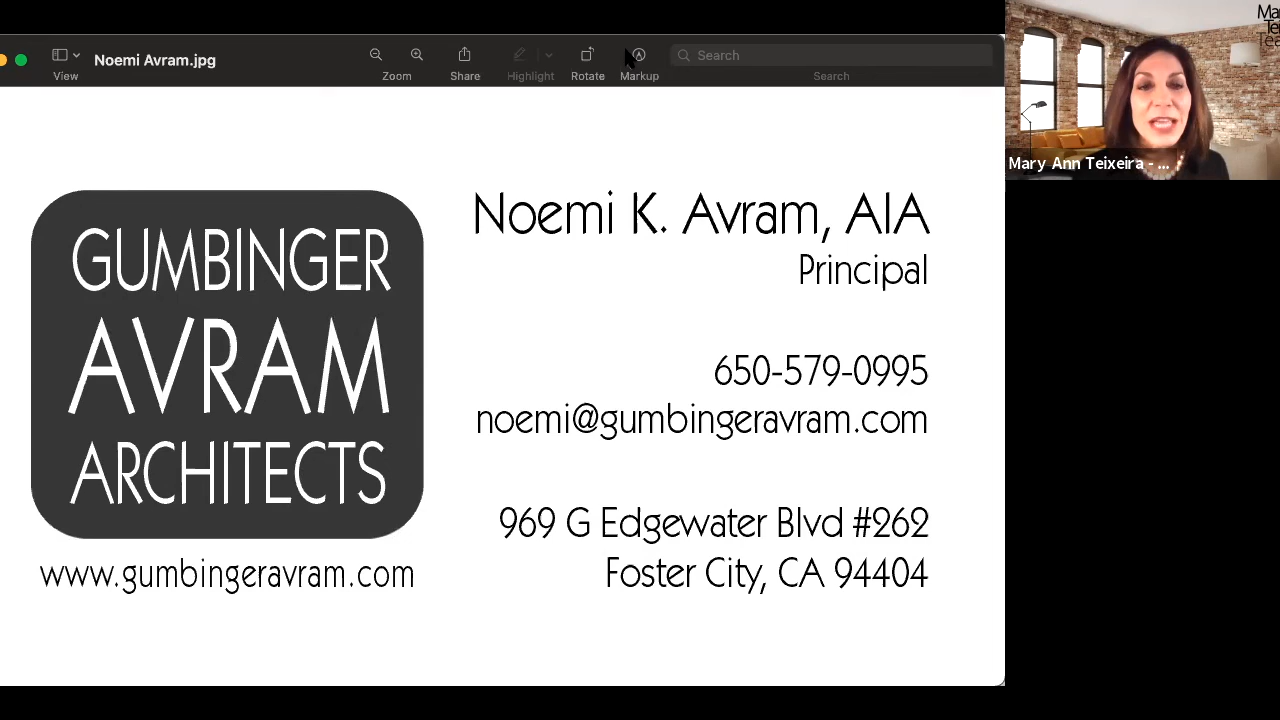 Noemi Avram.jpg
View
Zoom
Share
Highlight
Rotate
Markup
Search
Search
GUMBINGER
AVRAM
ARCHITECTS
www.gumbingeravram.com
Noemi K. Avram, AIA
Principal
650-579-0995
noemi@gumbingeravram.com
969 G Edgewater Blvd #262
Foster City, CA 94404
Mary Ann Teixeira - ...